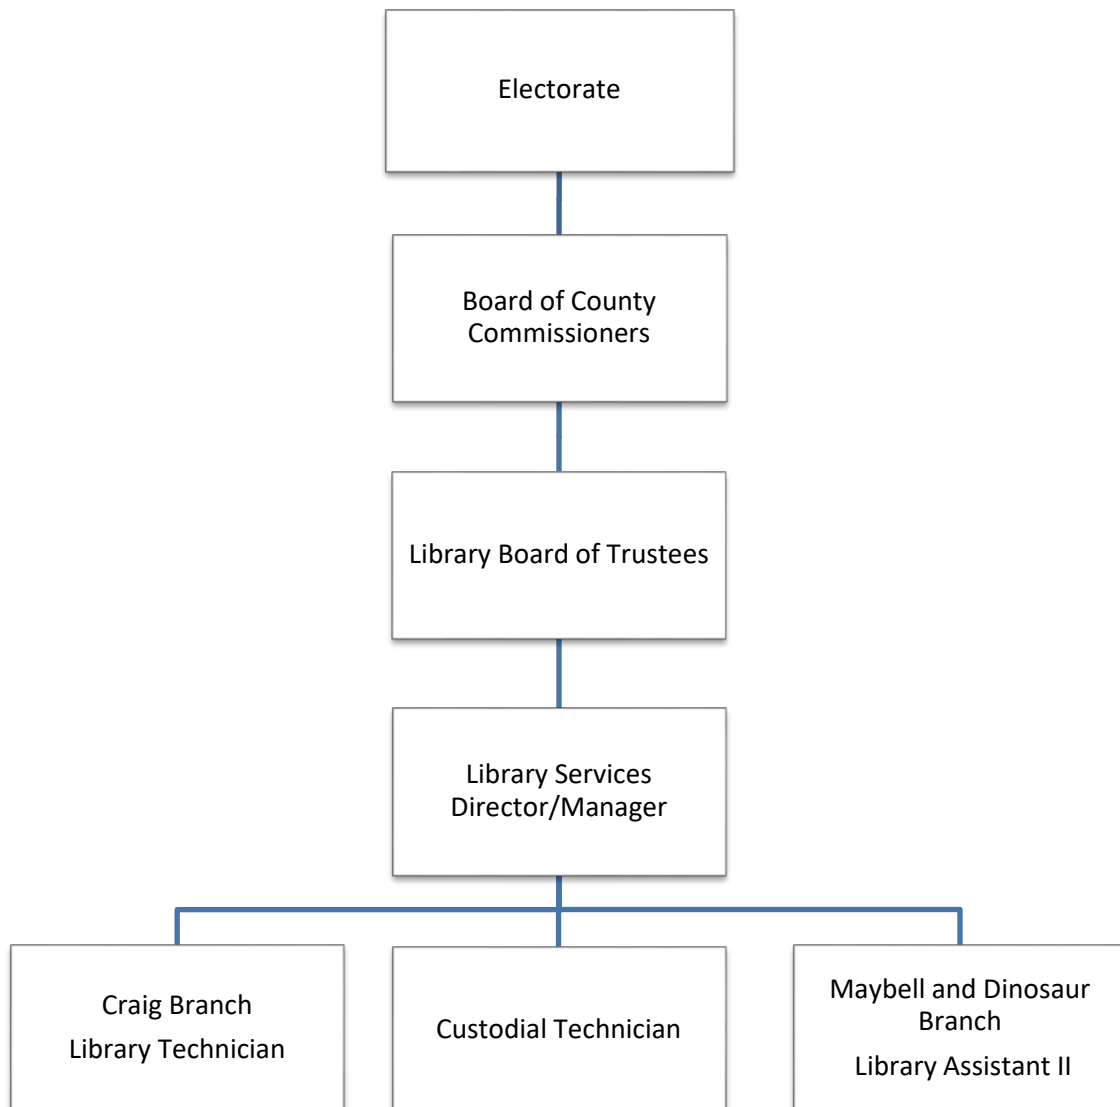 Electorate
Board of County
Commissioners
Library Board of Trustees
Library Services
Director/Manager
Craig Branch
Library Technician
Custodial Technician
Maybell and Dinosaur
Branch
Library Assistant II